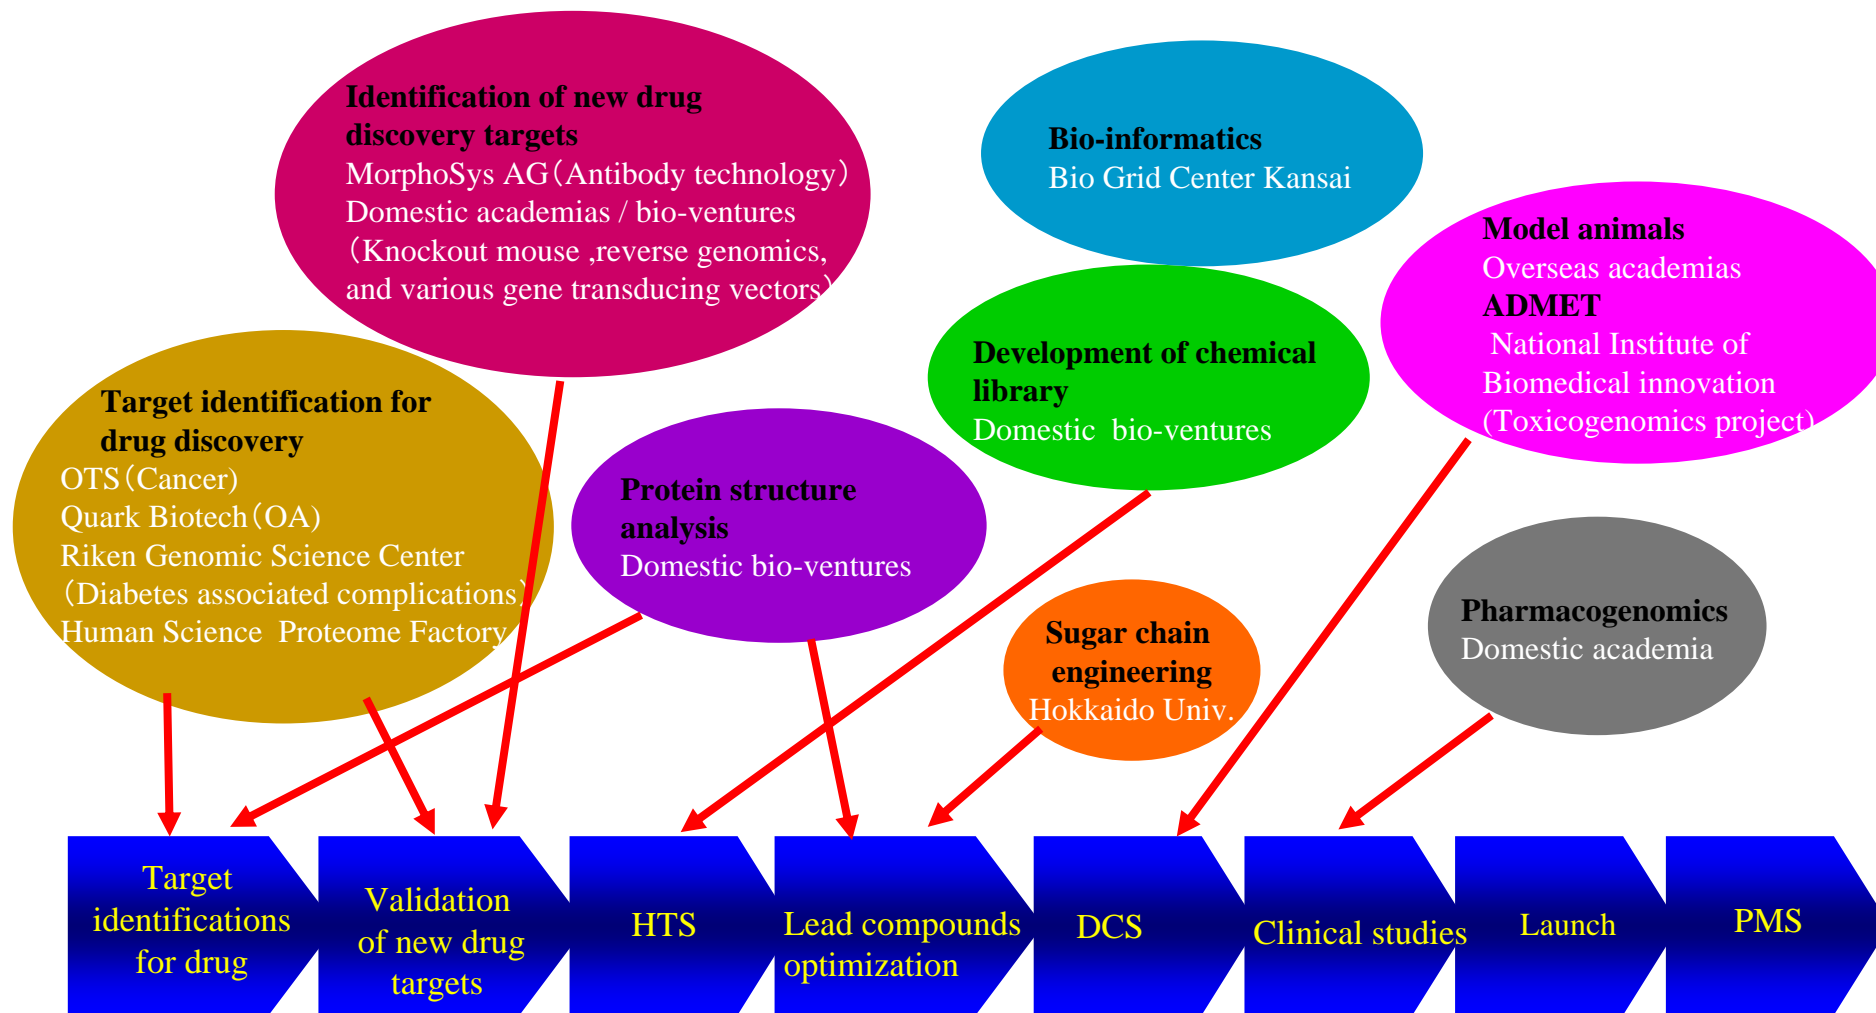 Identification of new drug
discovery targets
MorphoSys AG（Antibody technology）
Domestic academias / bio-ventures
（Knockout mouse ,reverse genomics,
and various gene transducing vectors）
Bio-informatics
Bio Grid Center Kansai
Model animals
Overseas academias
ADMET
National Institute of
Biomedical innovation
(Toxicogenomics project)
Development of chemical
library
Domestic  bio-ventures
Target identification for
drug discovery
OTS（Cancer)
Quark Biotech（OA)
Riken Genomic Science Center
（Diabetes associated complications）
Human Science  Proteome Factory
Protein structure
analysis
Domestic bio-ventures
Sugar chain
engineering
Hokkaido Univ.
Pharmacogenomics
Domestic academia
Target
identifications
for drug
Validation
of new drug
targets
HTS
Lead compounds
optimization
DCS
Clinical studies
Launch
PMS